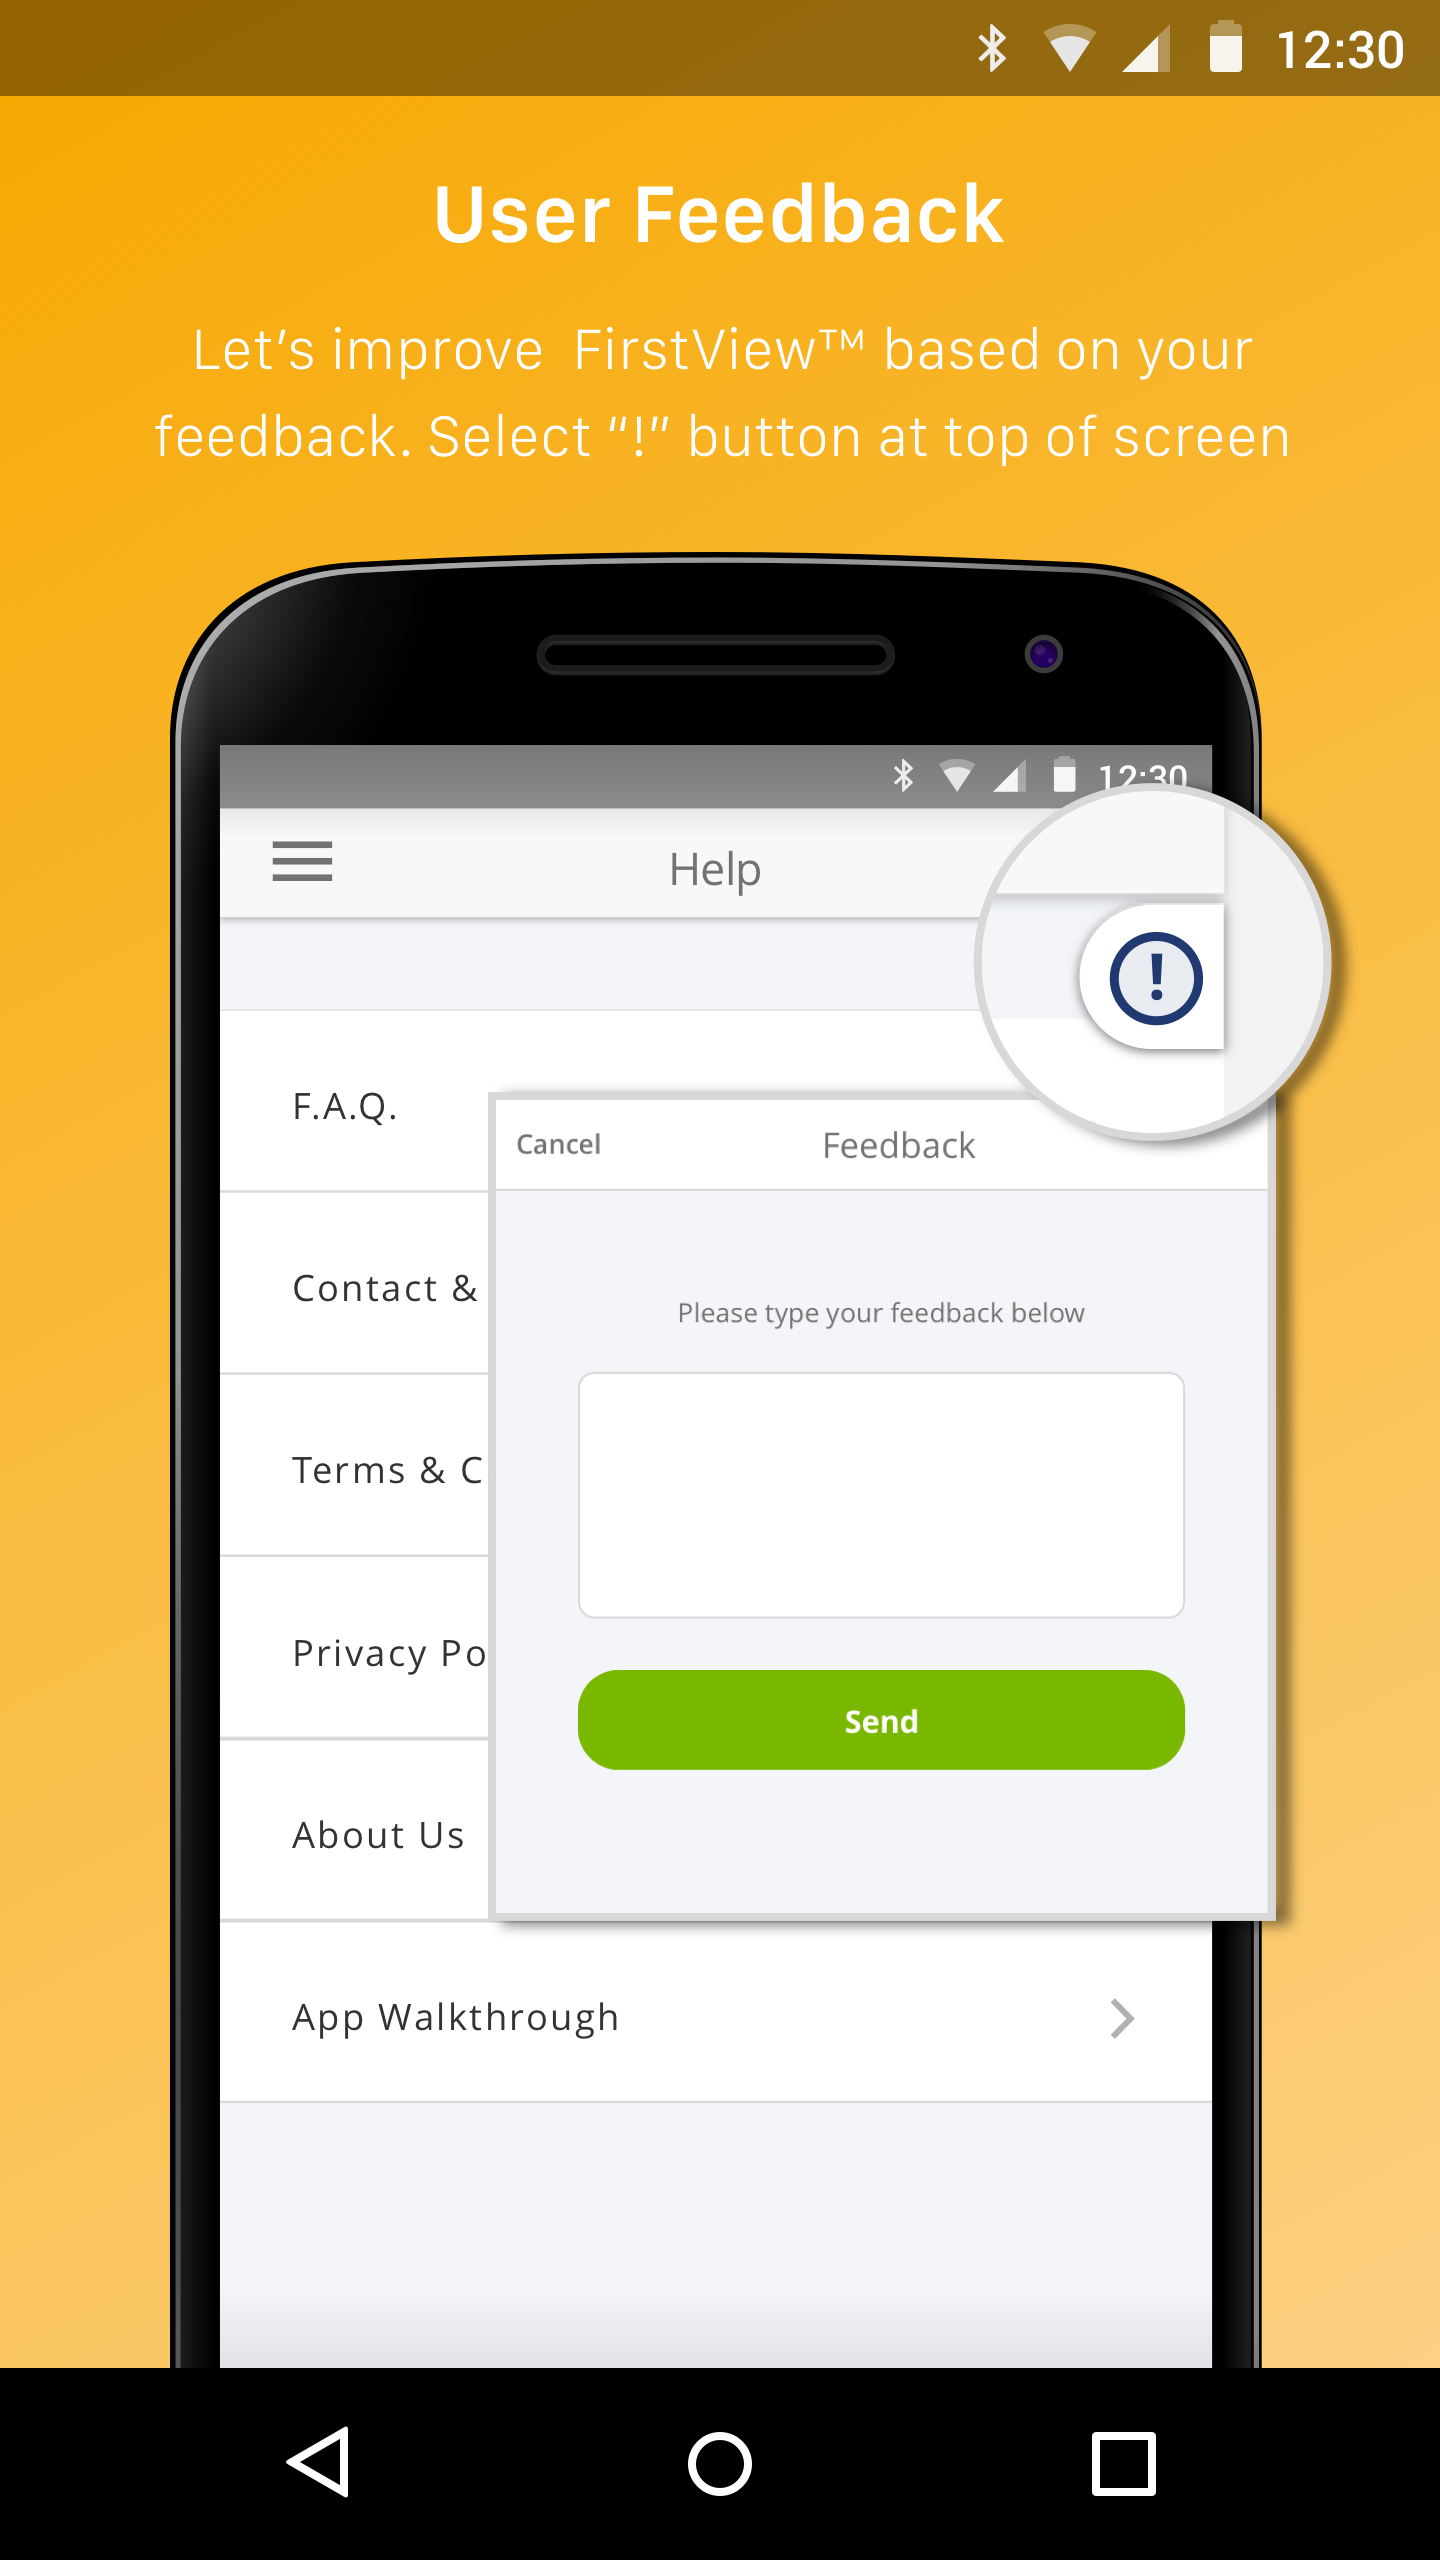 12:30
User Feedback
Let’s improve  FirstView™ based on your
feedback. Select “!” button at top of screen
12:30
Help
!
F.A.Q.
Cancel
Feedback
Contact &
Please type your feedback below
Terms & C
Privacy Po
Send
About Us
App Walkthrough